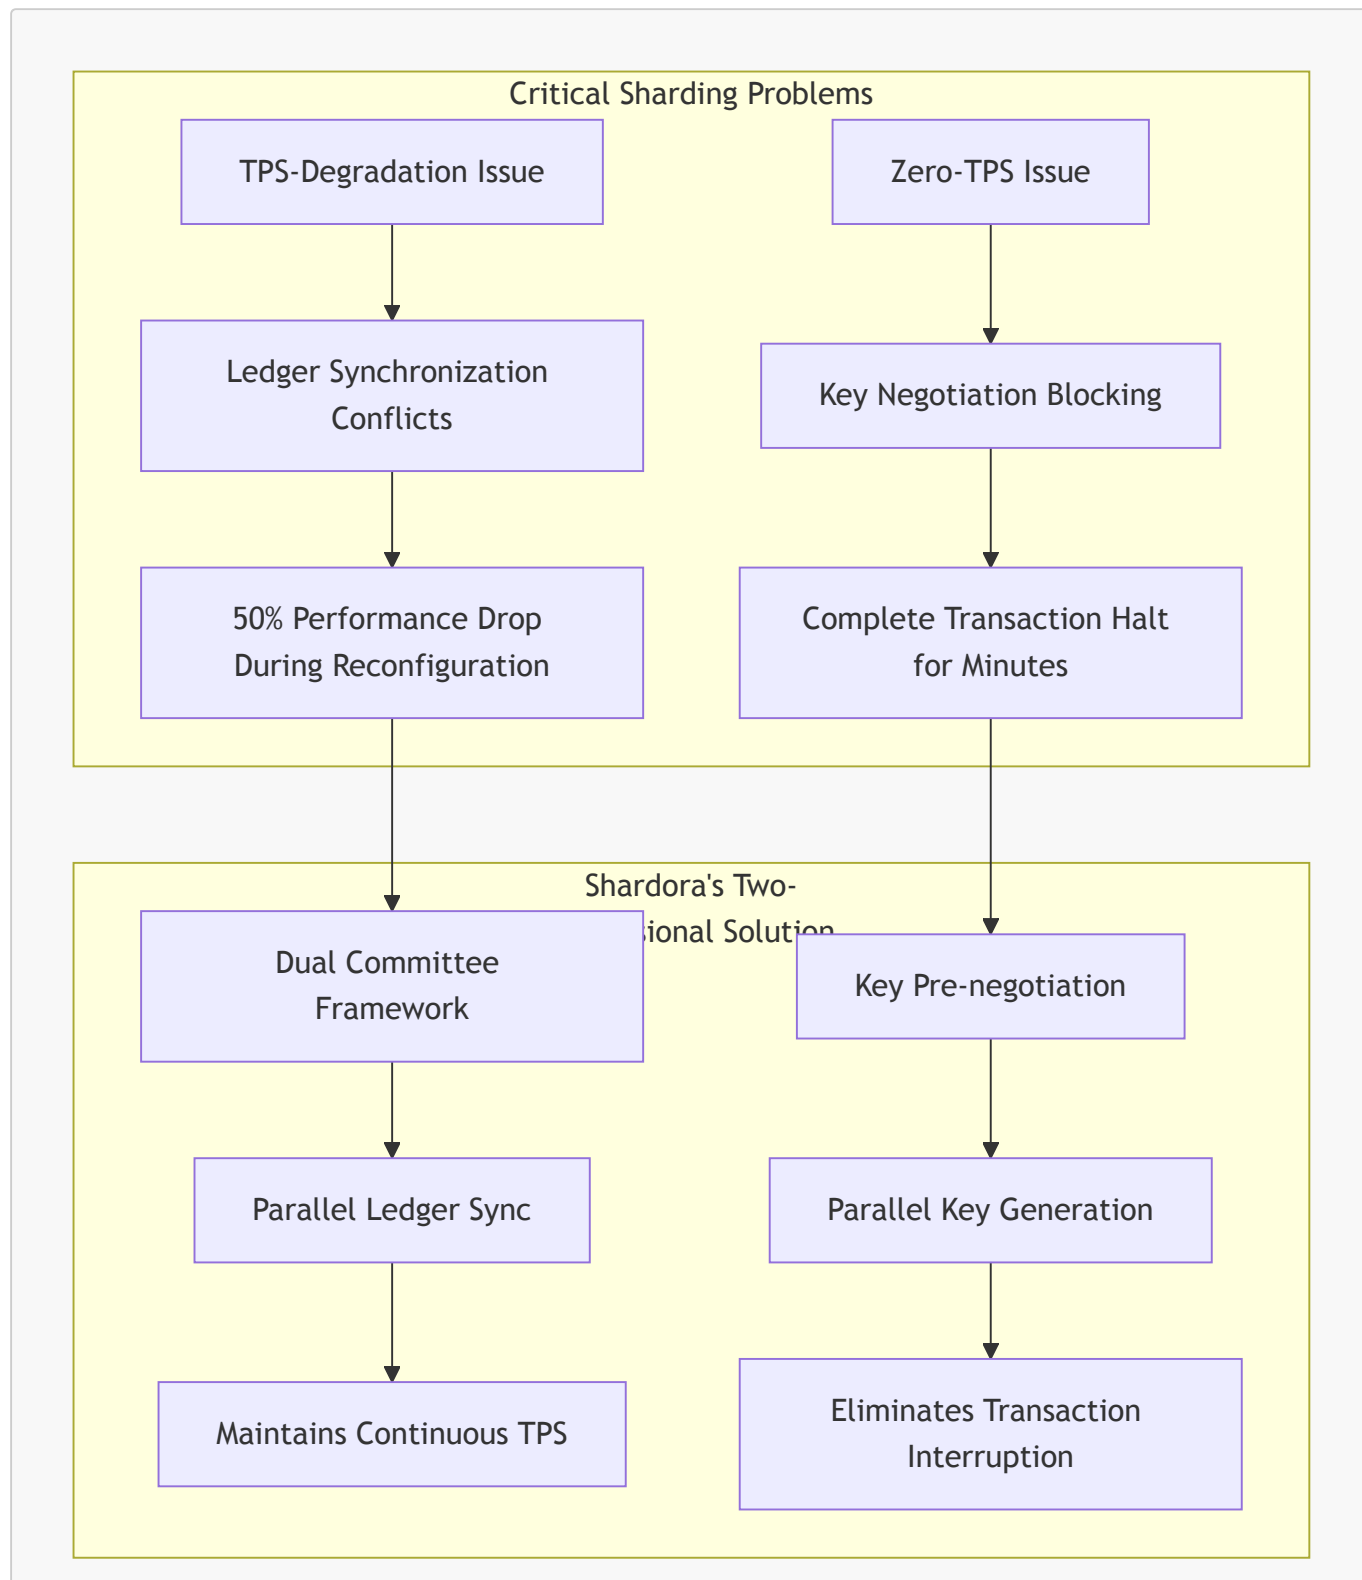 Critical Sharding Problems
TPS-Degradation Issue
Zero-TPS Issue
Ledger Synchronization
Conflicts
Key Negotiation Blocking
50% Performance Drop
During Reconfiguration
Complete Transaction Halt
for Minutes
Shardora's Two-
Solution
Dual Committee
Framework
Key Pre-negotiation
Parallel Ledger Sync
Parallel Key Generation
Maintains Continuous TPS
Eliminates Transaction
Interruption